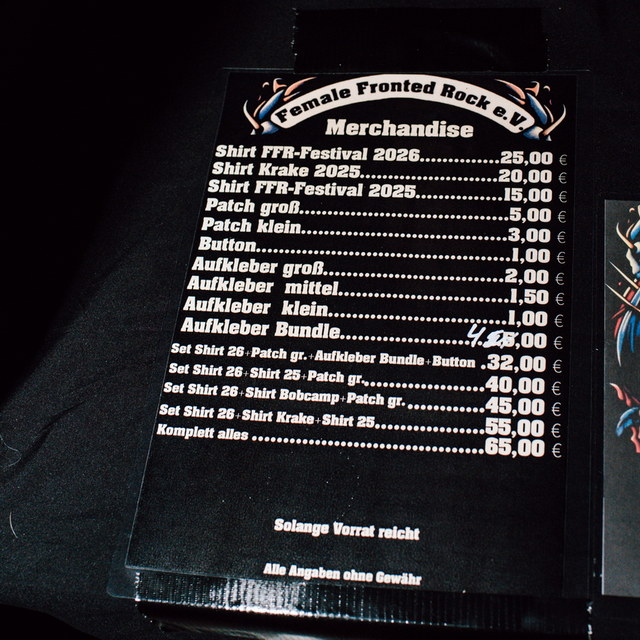 Female Fronted Rock e.V
Merchandise
Shirt FFR-Festival 2026..................25,00 €
Shirt Krake 2025..............................20,00 €
Shirt FFR-Festival 2025..................15,00 €
Patch groß.......................................5,00 €
Patch klein.......................................3,00 €
Button...............................................1,00 €
Aufkleber groß.................................2,00 €
Aufkleber mittel...............................1,50 €
Aufkleber klein................................1,00 €
Aufkleber Bundle..............................5,00 €
Set Shirt 26+Patch gr.+Aufkleber Bundle+Button .32,00 €
Set Shirt 26+Shirt 25+Patch gr.......................40,00 €
Set Shirt 26+Shirt Bobcamp+Patch gr...............45,00 €
Set Shirt 26+Shirt Krake+Shirt 25....................55,00 €
Komplett alles ................................................65,00 €
Solange Vorrat reicht
Alle Angaben ohne Gewähr